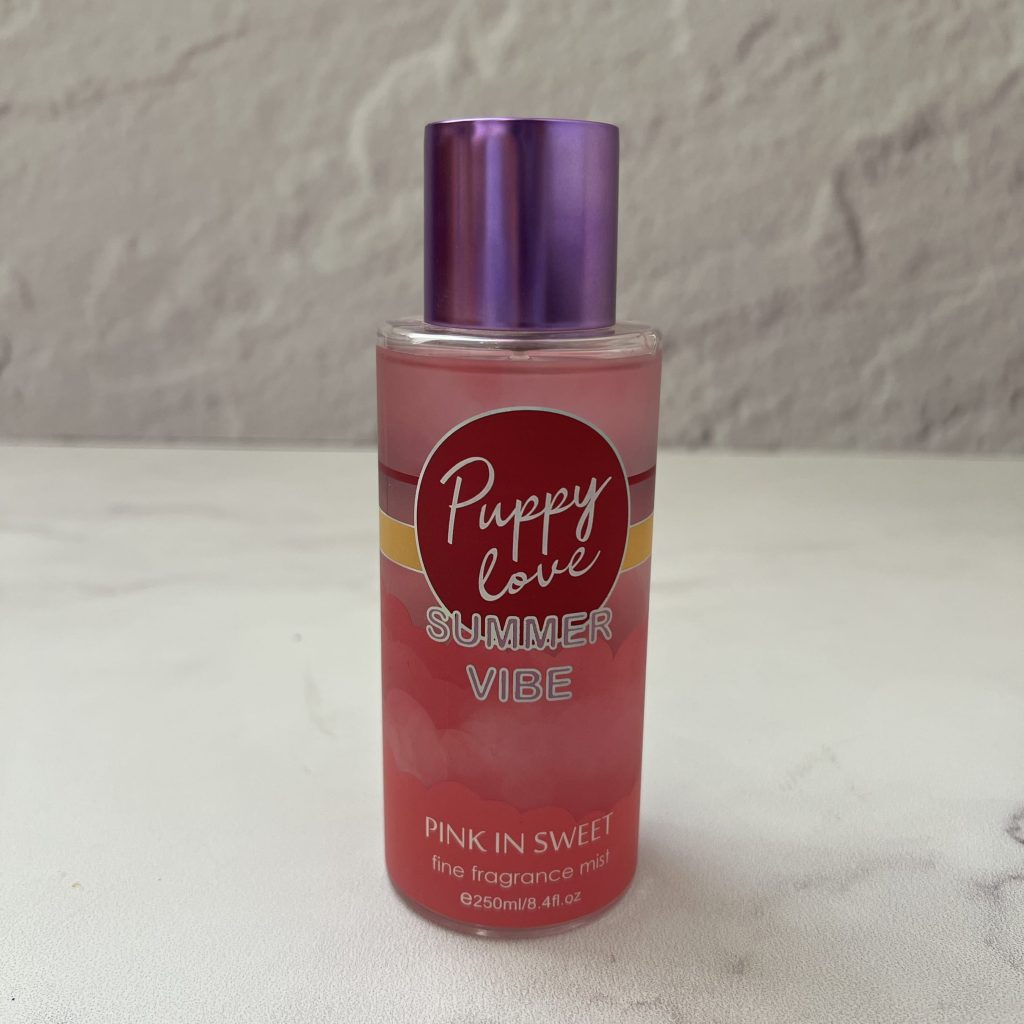 Puppy
love
SUMMER
VIBE
PINK IN SWEET
fine fragrance mist
℮250ml/8.4fl.oz